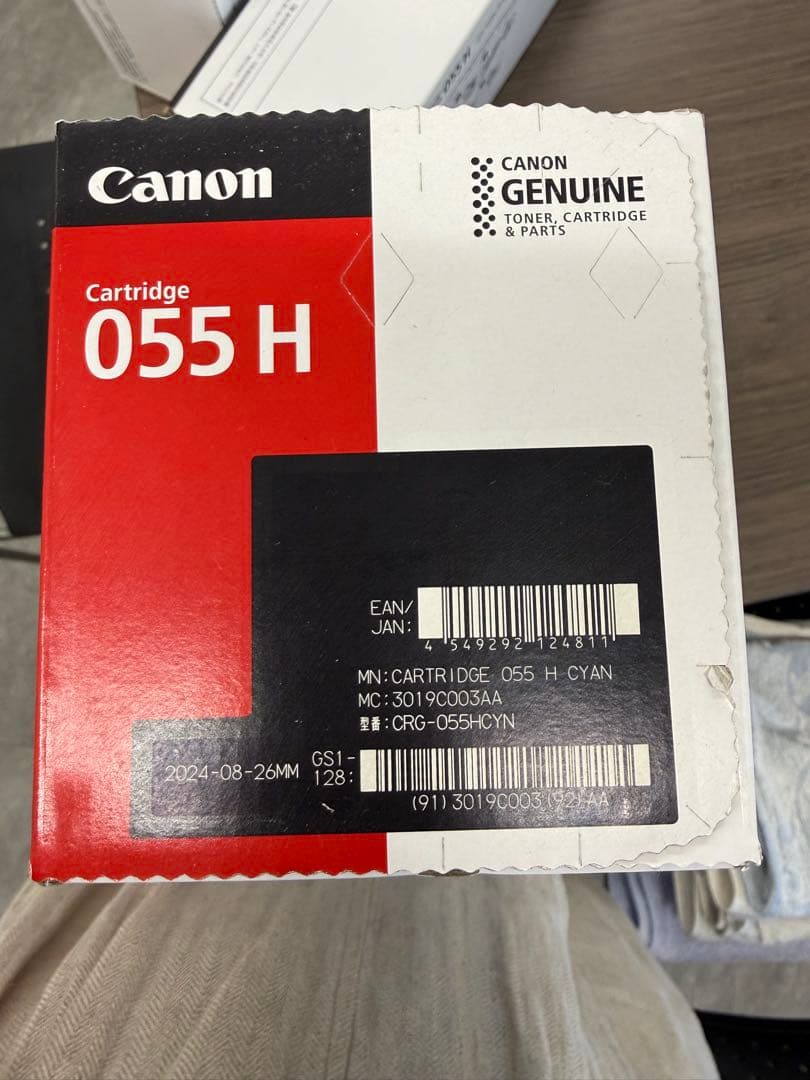 055 H
Canon
CANON
GENUINE
TONER, CARTRIDGE
& PARTS
Cartridge
055 H
EAN/
JAN:
4 549292 124811
MN:CARTRIDGE 055 H CYAN
MC:3019C003AA
型番:CRG-055HCYN
2024-08-26MM
GS1-
128:
(91)3019C003(92)AA